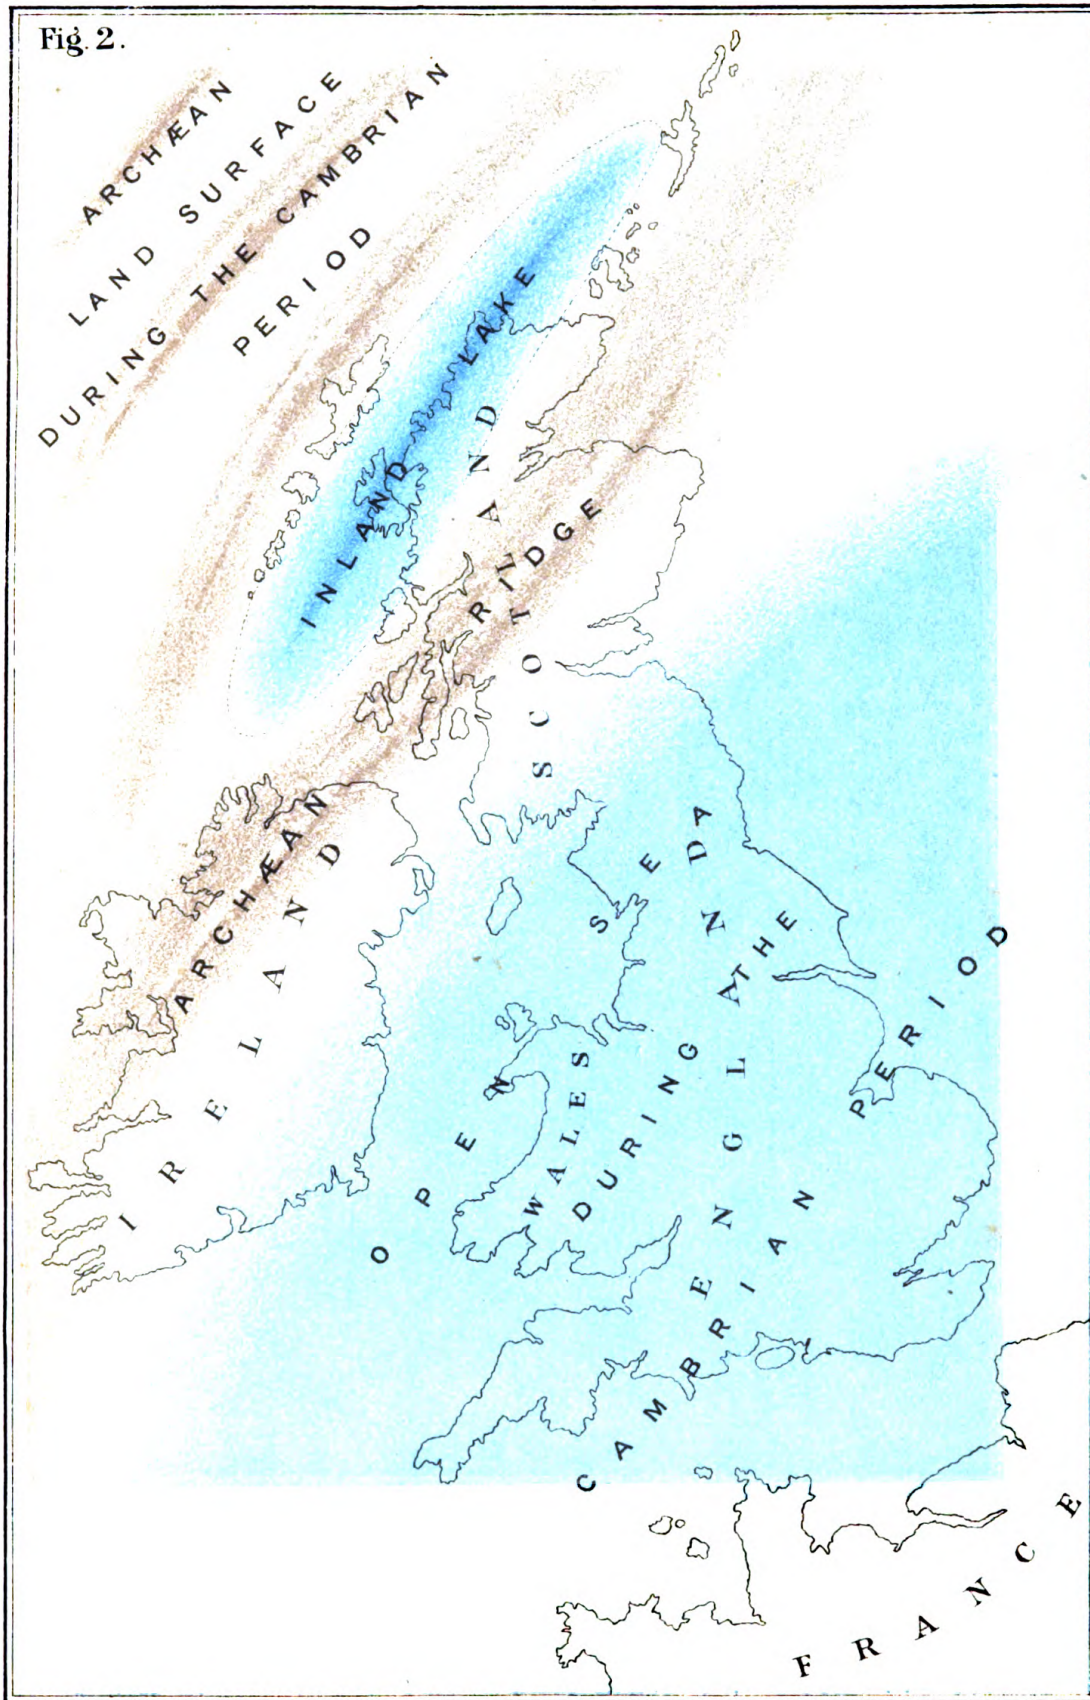 Fig. 2.
ARCHÆAN
LAND SURFACE
DURING THE CAMBRIAN
PERIOD
INLAND LAKE
SCOTLAND
ARCHÆAN RIDGE
IRELAND
OPEN SEA
DURING THE
CAMBRIAN PERIOD
WALES
ENGLAND
FRANCE